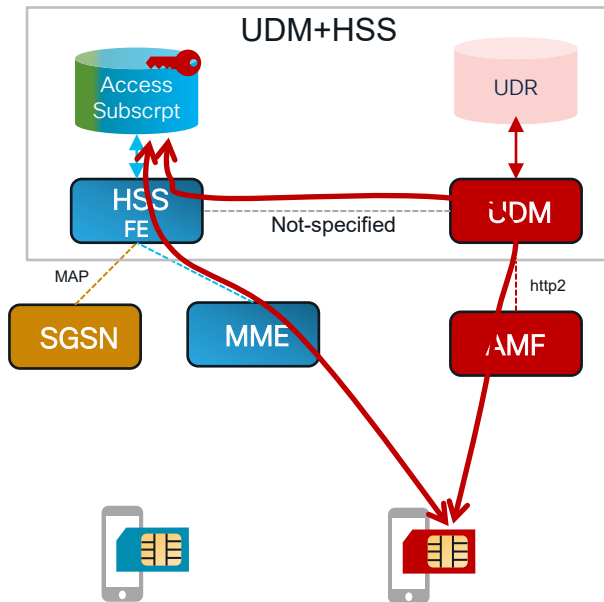 UDM+HSS
Access
Subscrpt
UDR
HSS
FE
Not-specified
UDM
MAP
http2
SGSN
MME
AMF